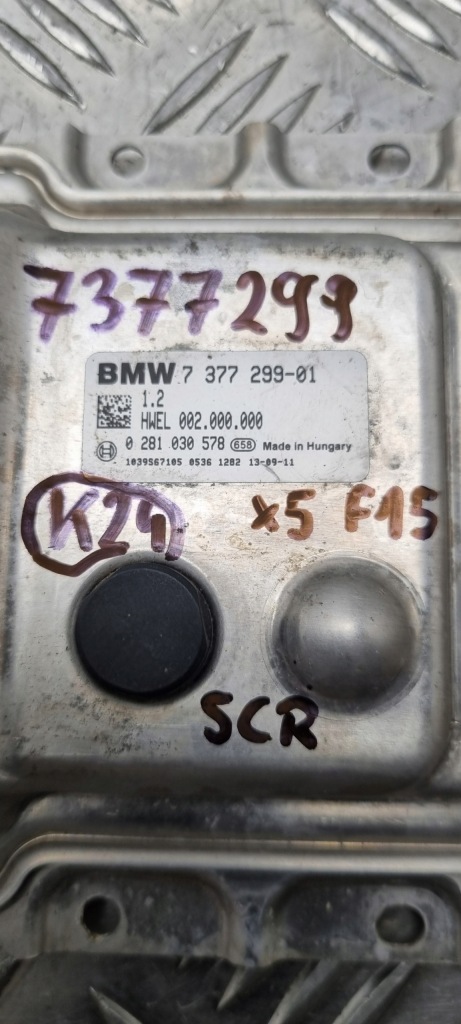 7377299
BMW 7 377 299-01
1.2
HWEL 002.000.000
0 281 030 578 658 Made in Hungary
1039S67105 0536 1282 13-09-11
K24 X5 F15
SCR